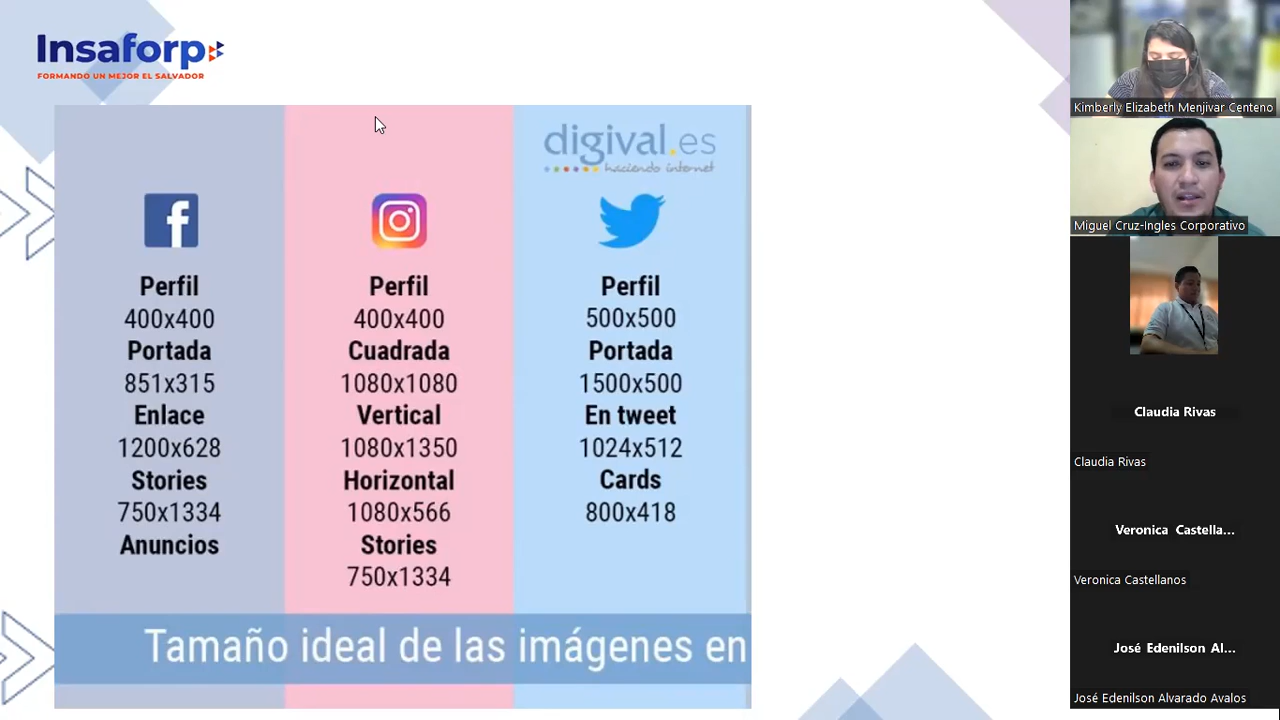 Insaforp
FORMANDO UN MEJOR EL SALVADOR
digival.es
haciendo internet
Perfil
400x400
Portada
851x315
Enlace
1200x628
Stories
750x1334
Anuncios
Perfil
400x400
Cuadrada
1080x1080
Vertical
1080x1350
Horizontal
1080x566
Stories
750x1334
Perfil
500x500
Portada
1500x500
En tweet
1024x512
Cards
800x418
Tamaño ideal de las imágenes en
Kimberly Elizabeth Menjivar Centeno
Miguel Cruz-Ingles Corporativo
Claudia Rivas
Claudia Rivas
Veronica Castella...
Veronica Castellanos
José Edenilson Al...
José Edenilson Alvarado Avalos